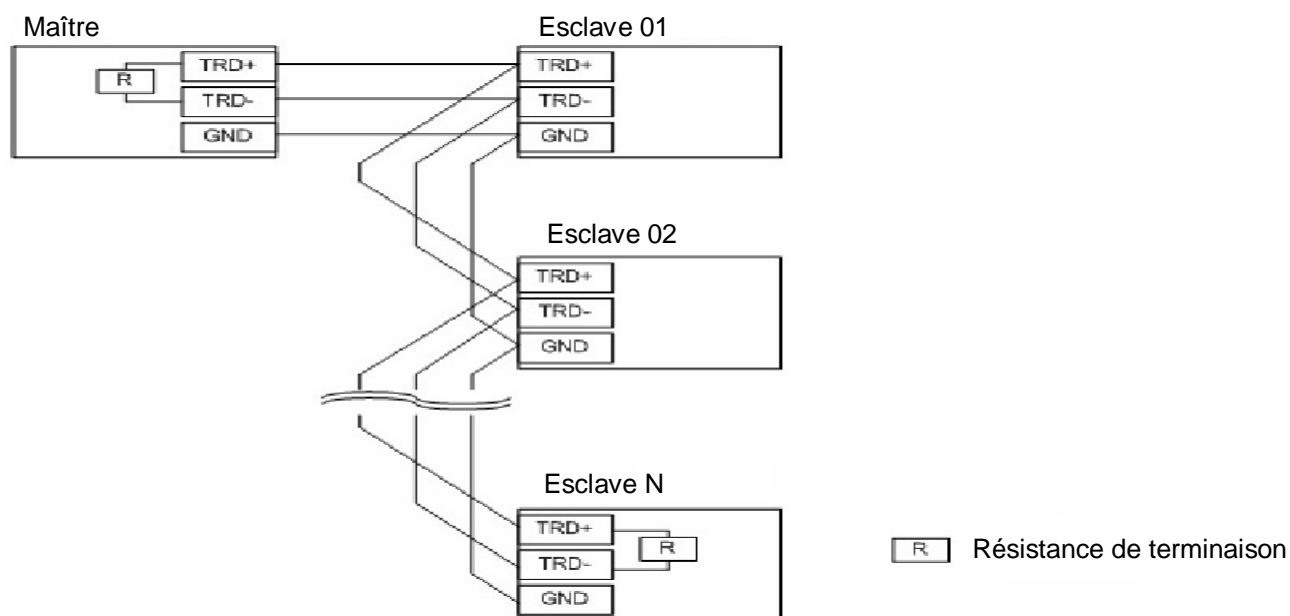 Maître
Esclave 01
R
TRD+
TRD-
GND
TRD+
TRD-
GND
Esclave 02
TRD+
TRD-
GND
Esclave N
TRD+
TRD-
GND
R
R Résistance de terminaison